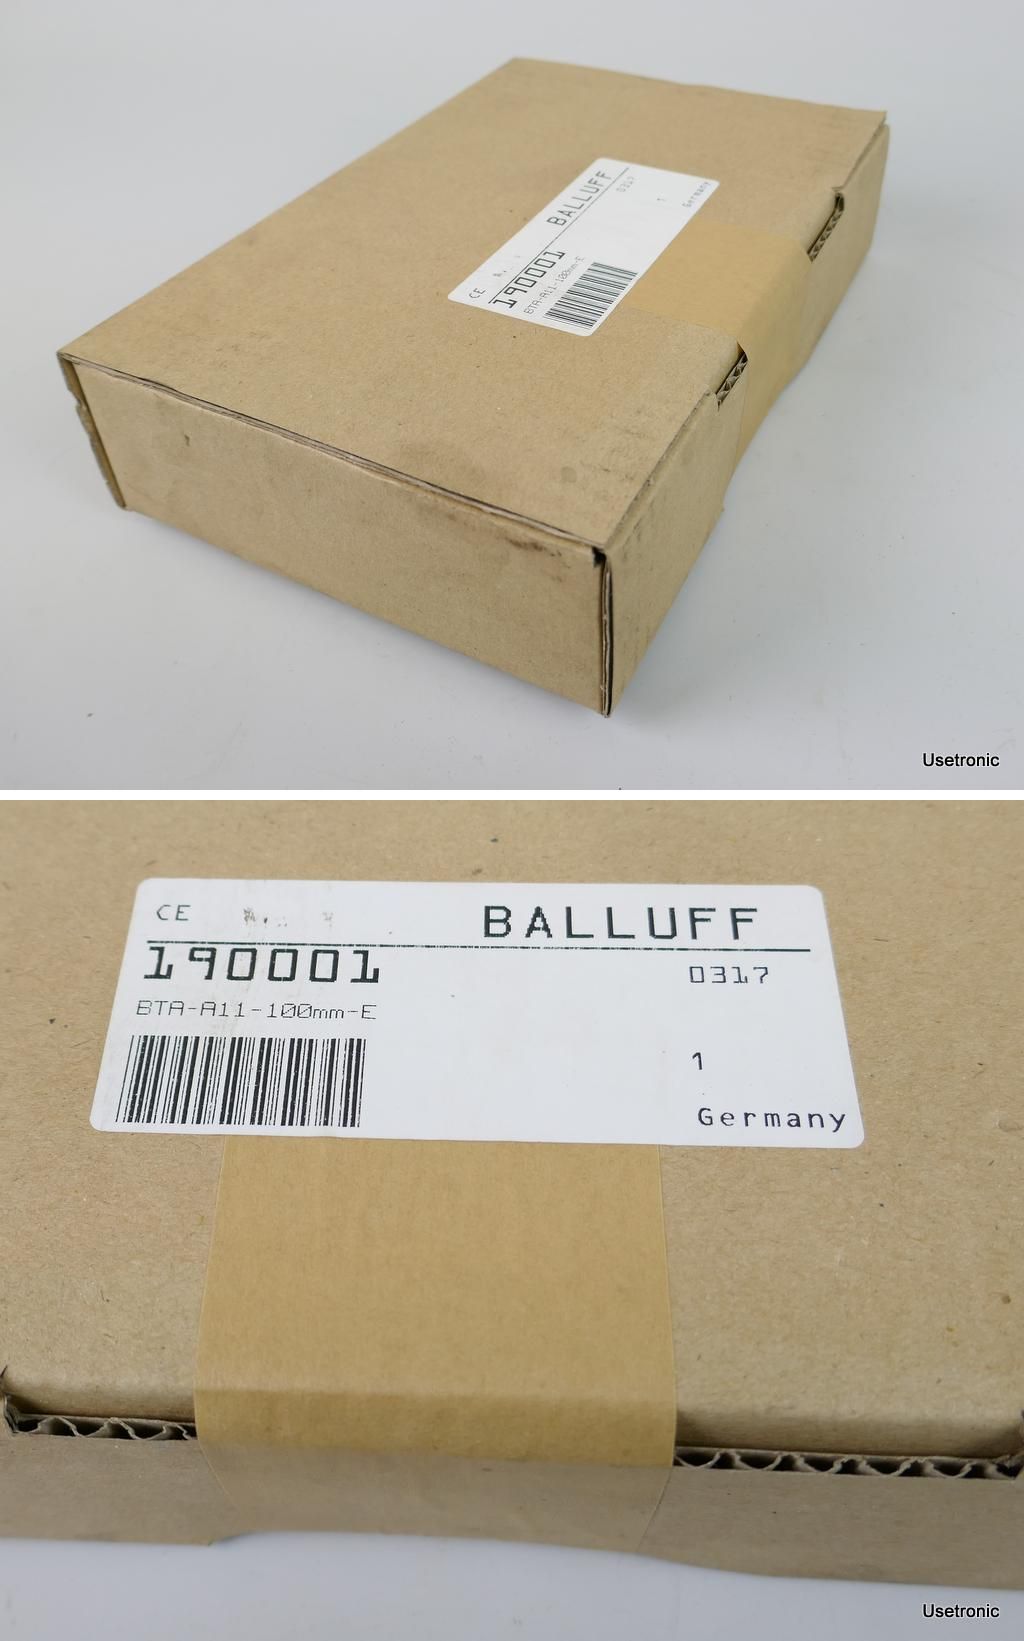 CE
BALLUFF
190001
0317
BTA-A11-100mm-E
1
Germany
Usetronic
CE
BALLUFF
190001
0317
BTA-A11-100mm-E
1
Germany
Usetronic